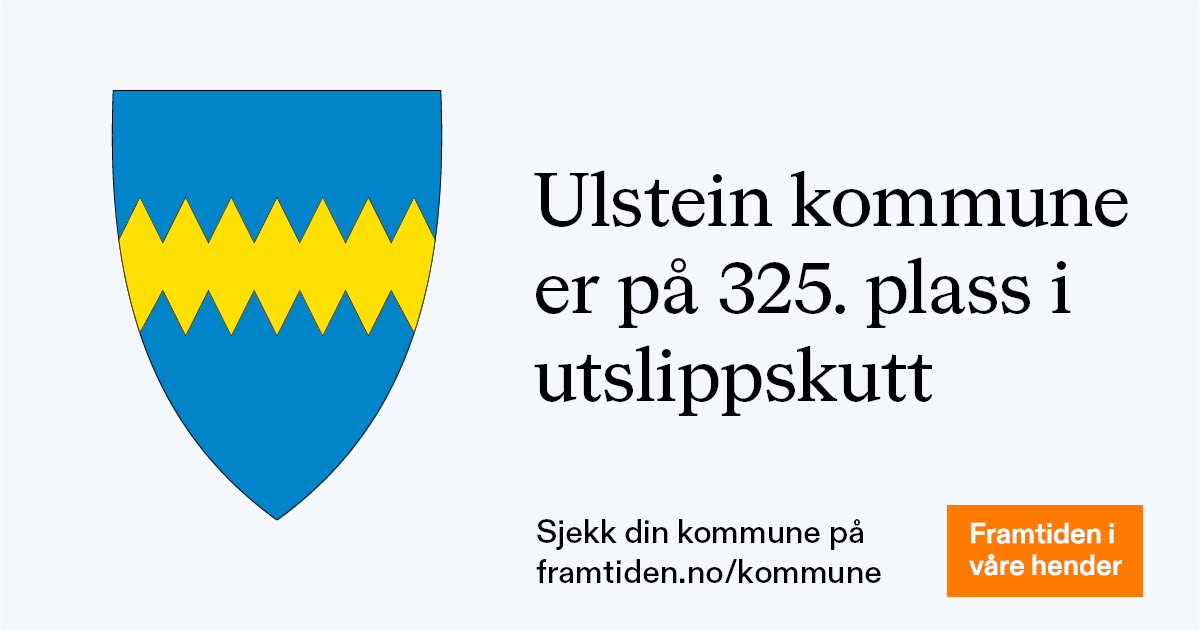 Ulstein kommune
er på 325. plass i
utslippskutt
Sjekk din kommune på
framtiden.no/kommune
Framtiden i
våre hender